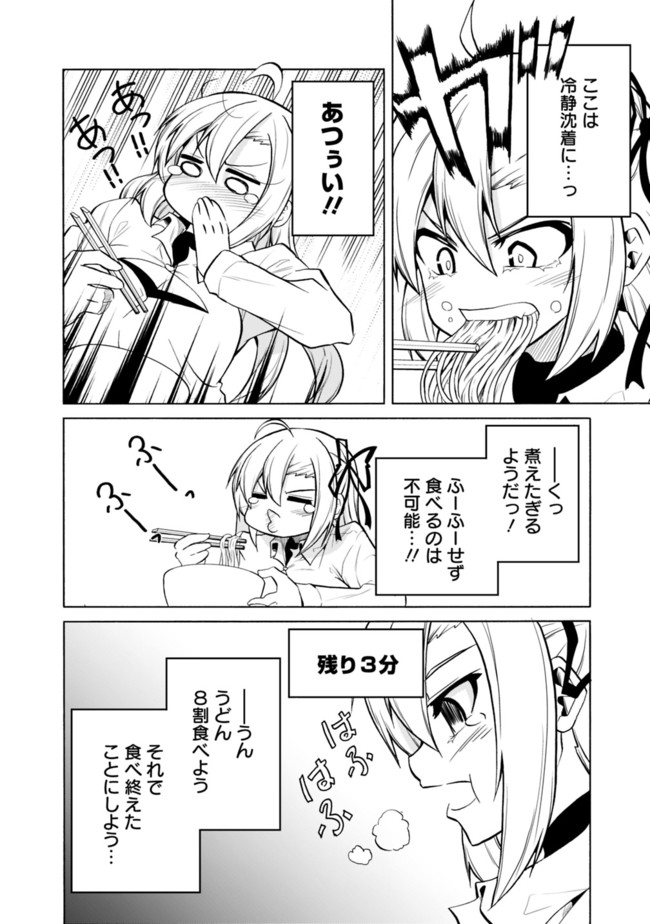 ここは
冷静沈着に…っ
ガッ
あつぅい!!
あっ!!
あっ!!
――くっ
煮えたぎる
ようだっ!
ふーふーせず
食べるのは
不可能…!!
ふー
ふー
残り3分
はふ
はふ
――うん
うどん
8割食べよう
それで
食べ終えた
ことにしよう…